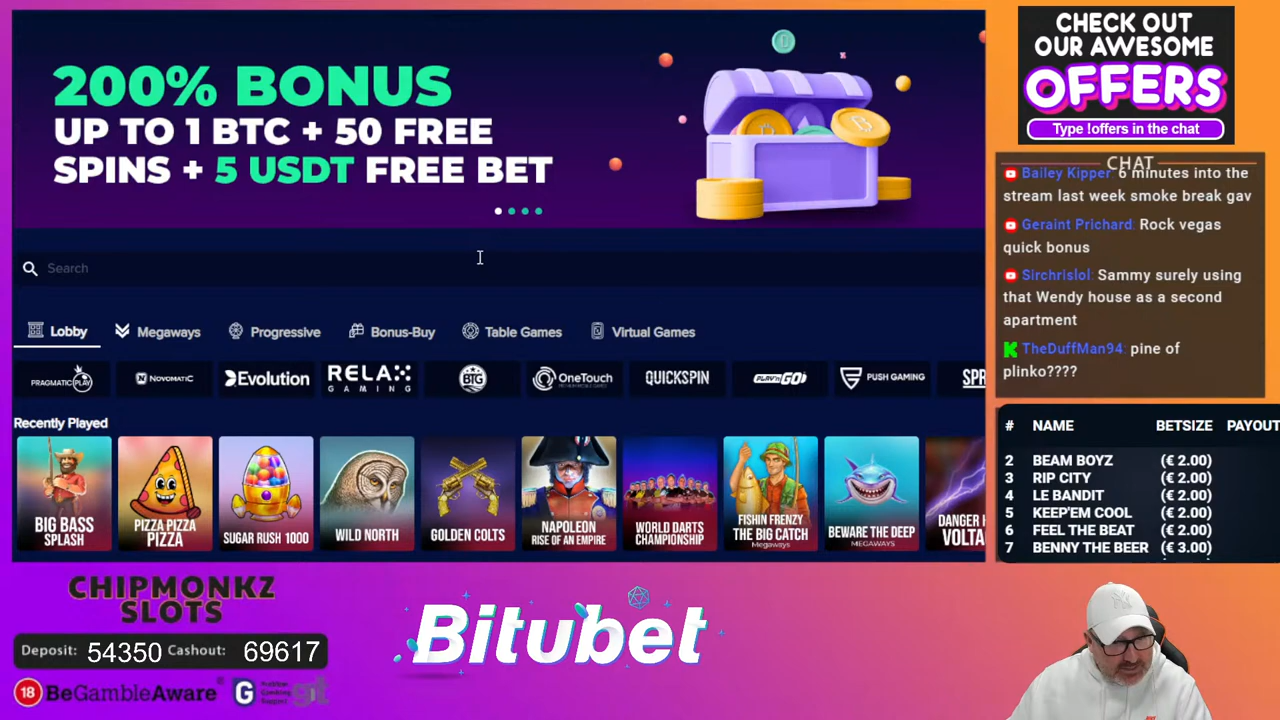 200% BONUS
UP TO 1 BTC + 50 FREE
SPINS + 5 USDT FREE BET
Search
Lobby
Megaways
Progressive
Bonus-Buy
Table Games
Virtual Games
PRAGMATIC PLAY
NOVOMATIC
Evolution
RELAX
GAMING
BTG
OneTouch
QUICKSPIN
PLAY'N GO
PUSH GAMING
SPR
Recently Played
BIG BASS
SPLASH
PIZZA PIZZA
PIZZA
SUGAR RUSH 1000
WILD NORTH
GOLDEN COLTS
NAPOLEON
RISE OF AN EMPIRE
WORLD DARTS
CHAMPIONSHIP
FISHIN FRENZY
THE BIG CATCH
Megaways
BEWARE THE DEEP
MEGAWAYS
DANGER H
VOLTA
CHECK OUT
OUR AWESOME
OFFERS
Type !offers in the chat
CHAT
Bailey Kipper: 6 minutes into the
stream last week smoke break gav
Geraint Prichard: Rock vegas
quick bonus
Sirchrislol: Sammy surely using
that Wendy house as a second
apartment
TheDuffMan94: pine of
plinko????
# NAME BETSIZE PAYOUT
2 BEAM BOYZ (€ 2.00)
3 RIP CITY (€ 2.00)
4 LE BANDIT (€ 2.00)
5 KEEP'EM COOL (€ 2.00)
6 FEEL THE BEAT (€ 2.00)
7 BENNY THE BEER (€ 3.00)
CHIPMONKZ
SLOTS
Deposit: 54350 Cashout: 69617
18 BeGambleAware
Bitubet